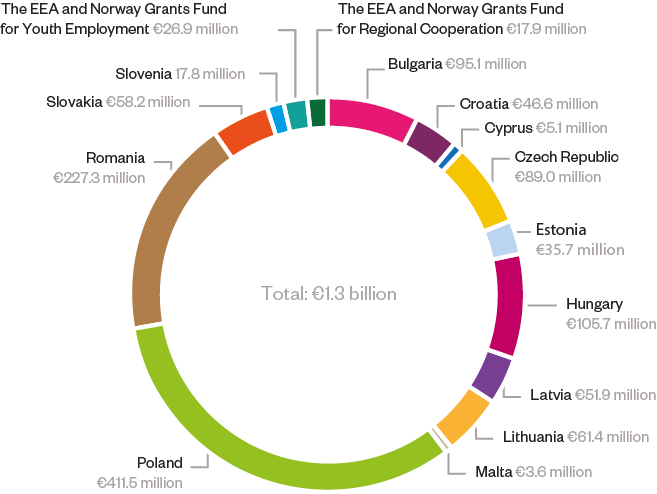 The EEA and Norway Grants Fund
for Youth Employment €26.9 million
The EEA and Norway Grants Fund
for Regional Cooperation €17.9 million
Slovenia 17.8 million
Bulgaria €95.1 million
Slovakia €58.2 million
Croatia €46.6 million
Cyprus €5.1 million
Romania
€227.3 million
Czech Republic
€89.0 million
Estonia
€35.7 million
Total: €1.3 billion
Hungary
€105.7 million
Latvia €51.9 million
Lithuania €61.4 million
Poland
€411.5 million
Malta €3.6 million